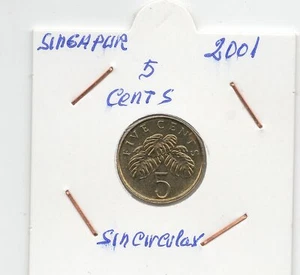 SINGAPUR 2001
5
CENTS
FIVE CENTS
5
Sin circular